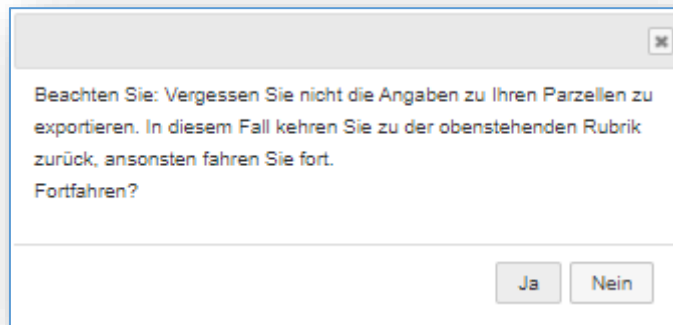 Beachten Sie: Vergessen Sie nicht die Angaben zu Ihren Parzellen zu
exportieren. In diesem Fall kehren Sie zu der obenstehenden Rubrik
zurück, ansonsten fahren Sie fort.
Fortfahren?
Ja Nein